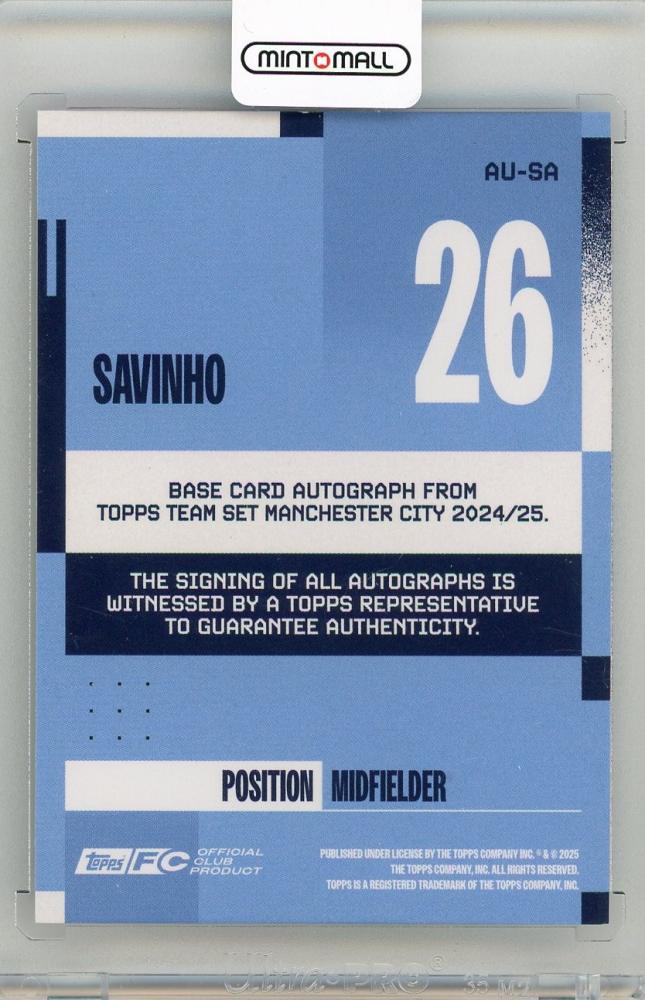 MINTMALL
AU-SA
26
SAVINHO
BASE CARD AUTOGRAPH FROM
TOPPS TEAM SET MANCHESTER CITY 2024/25.
THE SIGNING OF ALL AUTOGRAPHS IS
WITNESSED BY A TOPPS REPRESENTATIVE
TO GUARANTEE AUTHENTICITY.
POSITION MIDFIELDER
topps FC OFFICIAL
CLUB
PRODUCT
PUBLISHED UNDER LICENSE BY THE TOPPS COMPANY INC. ® & © 2025
THE TOPPS COMPANY, INC. ALL RIGHTS RESERVED.
TOPPS IS A REGISTERED TRADEMARK OF THE TOPPS COMPANY, INC.
Ultra·PRO®